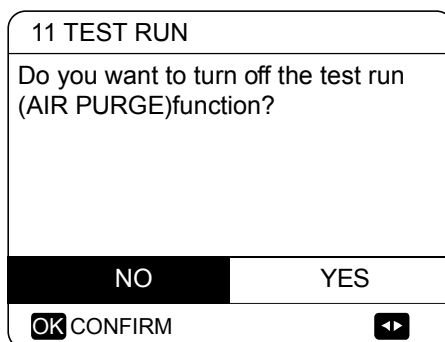 11 TEST RUN
Do you want to turn off the test run
(AIR PURGE)function?
NO YES
OK CONFIRM